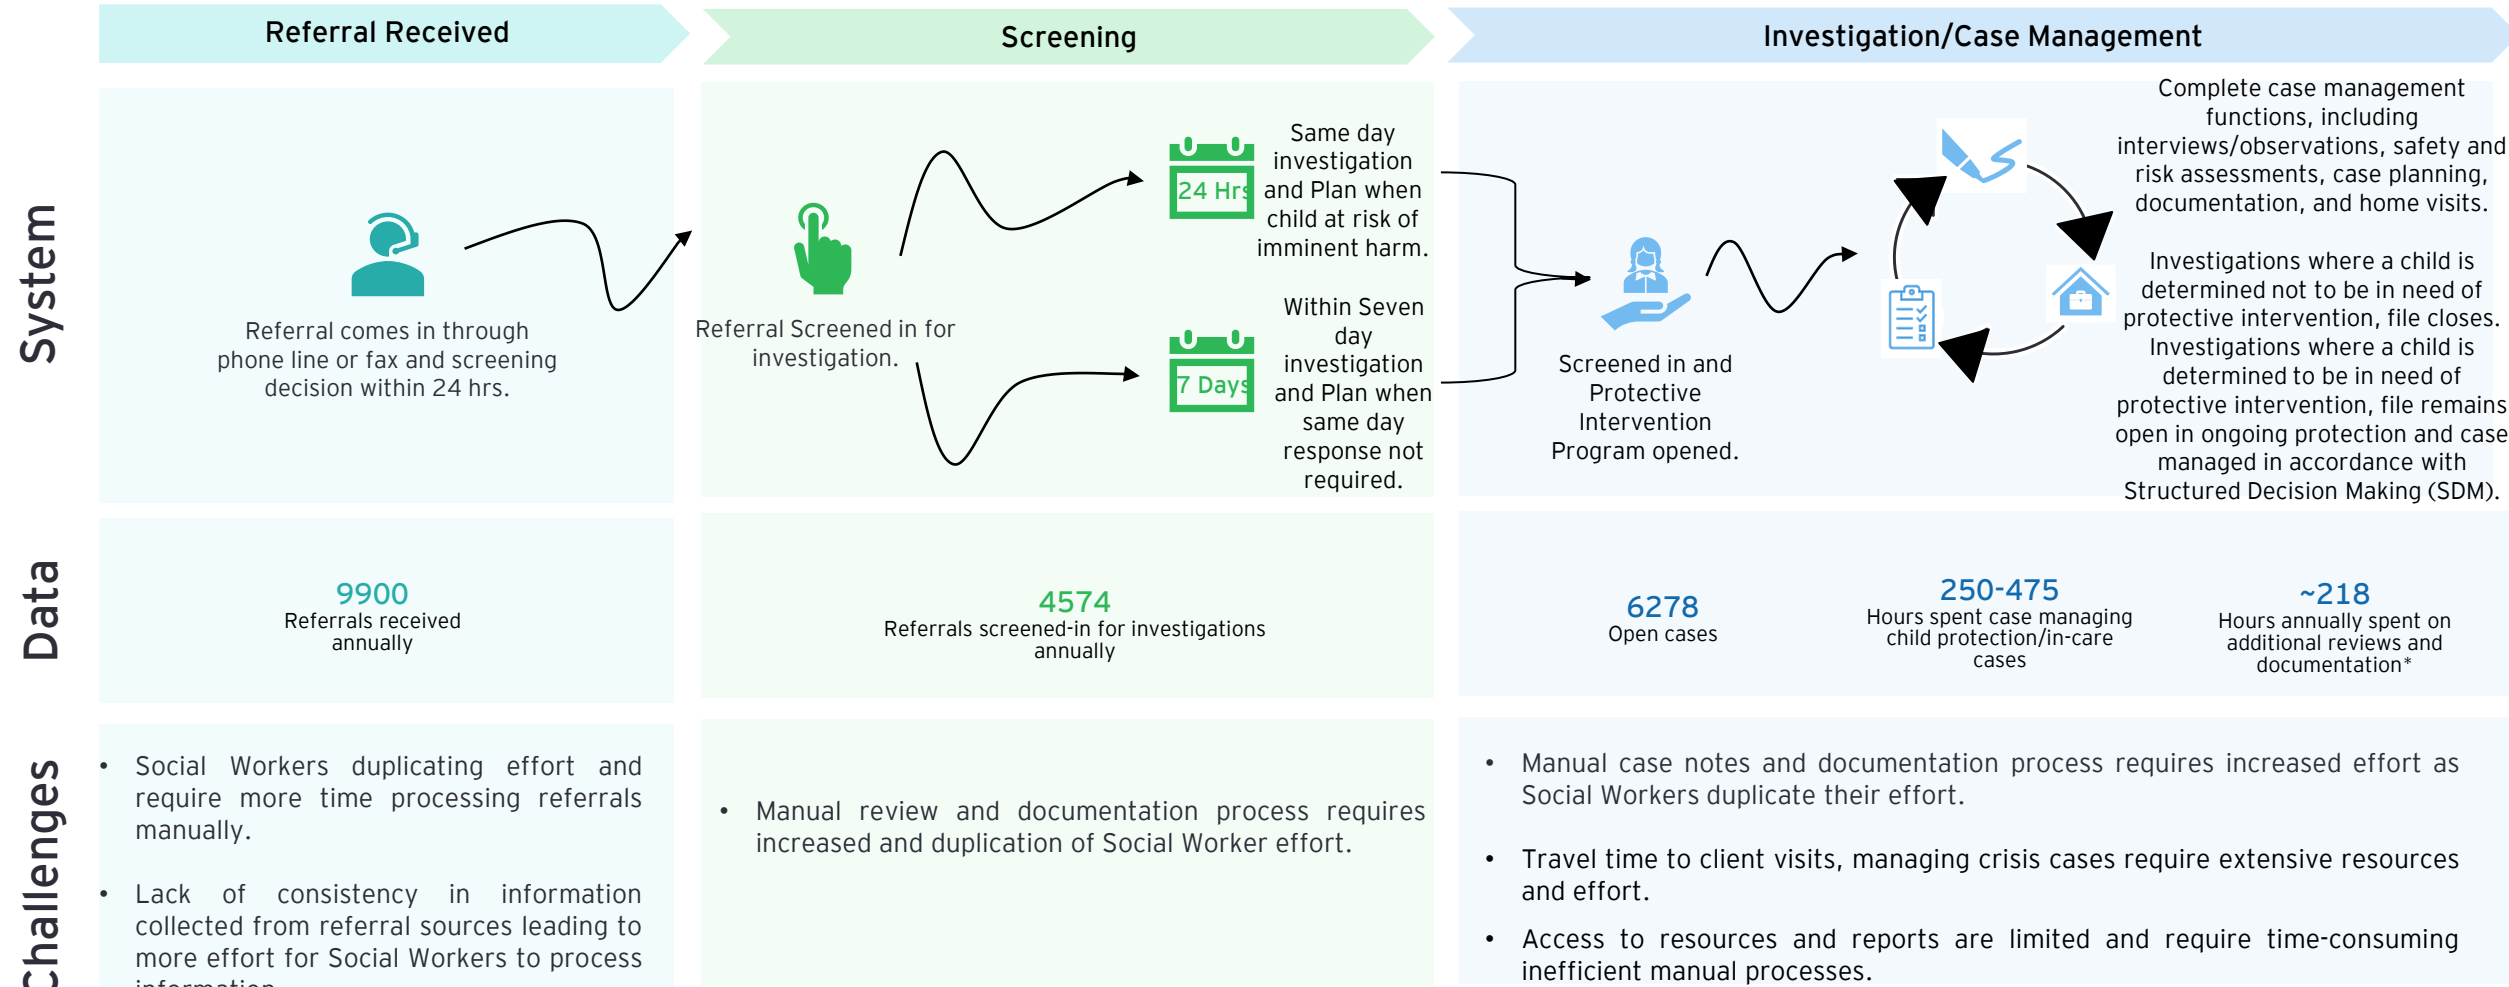 Referral Received
Screening
Investigation/Case Management
System
Referral comes in through
phone line or fax and screening
decision within 24 hrs.
Referral Screened in for
investigation.
24 Hrs
Same day
investigation
and Plan when
child at risk of
imminent harm.
7 Days
Within Seven
day
investigation
and Plan when
same day
response not
required.
Screened in and
Protective
Intervention
Program opened.
Complete case management
functions, including
interviews/observations, safety and
risk assessments, case planning,
documentation, and home visits.
Investigations where a child is
determined not to be in need of
protective intervention, file closes.
Investigations where a child is
determined to be in need of
protective intervention, file remains
open in ongoing protection and case
managed in accordance with
Structured Decision Making (SDM).
Data
9900
Referrals received
annually
4574
Referrals screened-in for investigations
annually
6278
Open cases
250-475
Hours spent case managing
child protection/in-care
cases
~218
Hours annually spent on
additional reviews and
documentation*
Challenges
• Social Workers duplicating effort and
require more time processing referrals
manually.
• Lack of consistency in information
collected from referral sources leading to
more effort for Social Workers to process
information
• Manual review and documentation process requires
increased and duplication of Social Worker effort.
• Manual case notes and documentation process requires increased effort as
Social Workers duplicate their effort.
• Travel time to client visits, managing crisis cases require extensive resources
and effort.
• Access to resources and reports are limited and require time-consuming
inefficient manual processes.